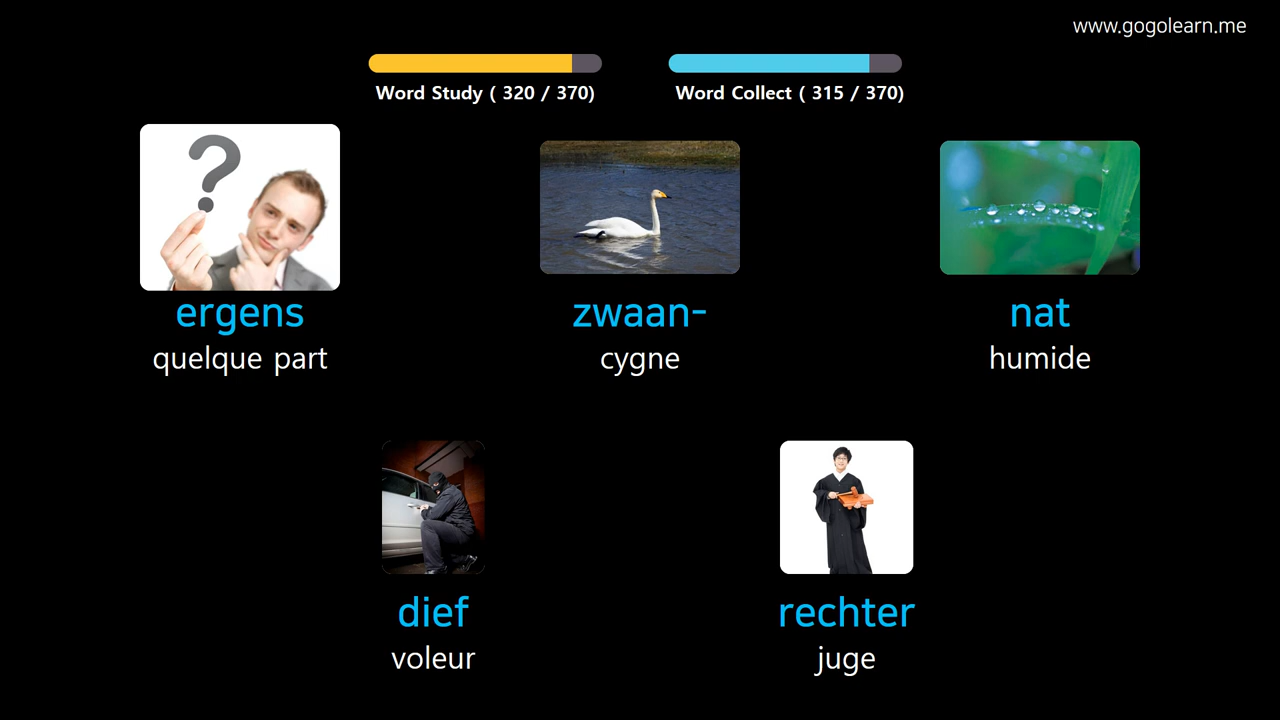 www.gogolearn.me
Word Study ( 320 / 370)
Word Collect ( 315 / 370)
ergens
quelque part
zwaan-
cygne
nat
humide
dief
voleur
rechter
juge